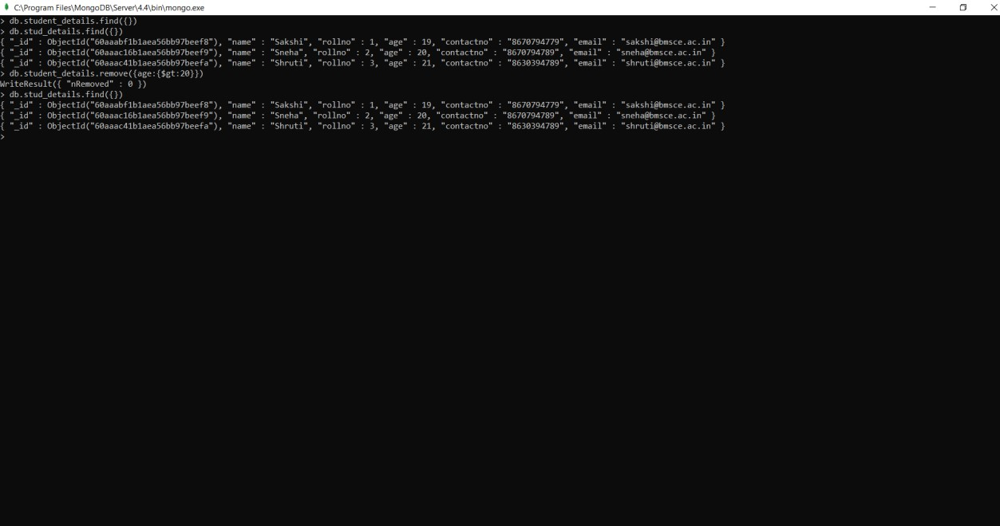 C:\Program Files\MongoDB\Server\4.4\bin\mongo.exe
> db.student_details.find({})
> db.stud_details.find({})
{ "_id" : ObjectId("60aaabf1b1aea56bb97beef8"), "name" : "Sakshi", "rollno" : 1, "age" : 19, "contactno" : "8670794779", "email" : "sakshi@bmsce.ac.in" }
{ "_id" : ObjectId("60aaac16b1aea56bb97beef9"), "name" : "Sneha", "rollno" : 2, "age" : 20, "contactno" : "8670794789", "email" : "sneha@bmsce.ac.in" }
{ "_id" : ObjectId("60aaac41b1aea56bb97beefa"), "name" : "Shruti", "rollno" : 3, "age" : 21, "contactno" : "8630394789", "email" : "shruti@bmsce.ac.in" }
> db.student_details.remove({age:{$gt:20}})
WriteResult({ "nRemoved" : 0 })
> db.stud_details.find({})
{ "_id" : ObjectId("60aaabf1b1aea56bb97beef8"), "name" : "Sakshi", "rollno" : 1, "age" : 19, "contactno" : "8670794779", "email" : "sakshi@bmsce.ac.in" }
{ "_id" : ObjectId("60aaac16b1aea56bb97beef9"), "name" : "Sneha", "rollno" : 2, "age" : 20, "contactno" : "8670794789", "email" : "sneha@bmsce.ac.in" }
{ "_id" : ObjectId("60aaac41b1aea56bb97beefa"), "name" : "Shruti", "rollno" : 3, "age" : 21, "contactno" : "8630394789", "email" : "shruti@bmsce.ac.in" }
>